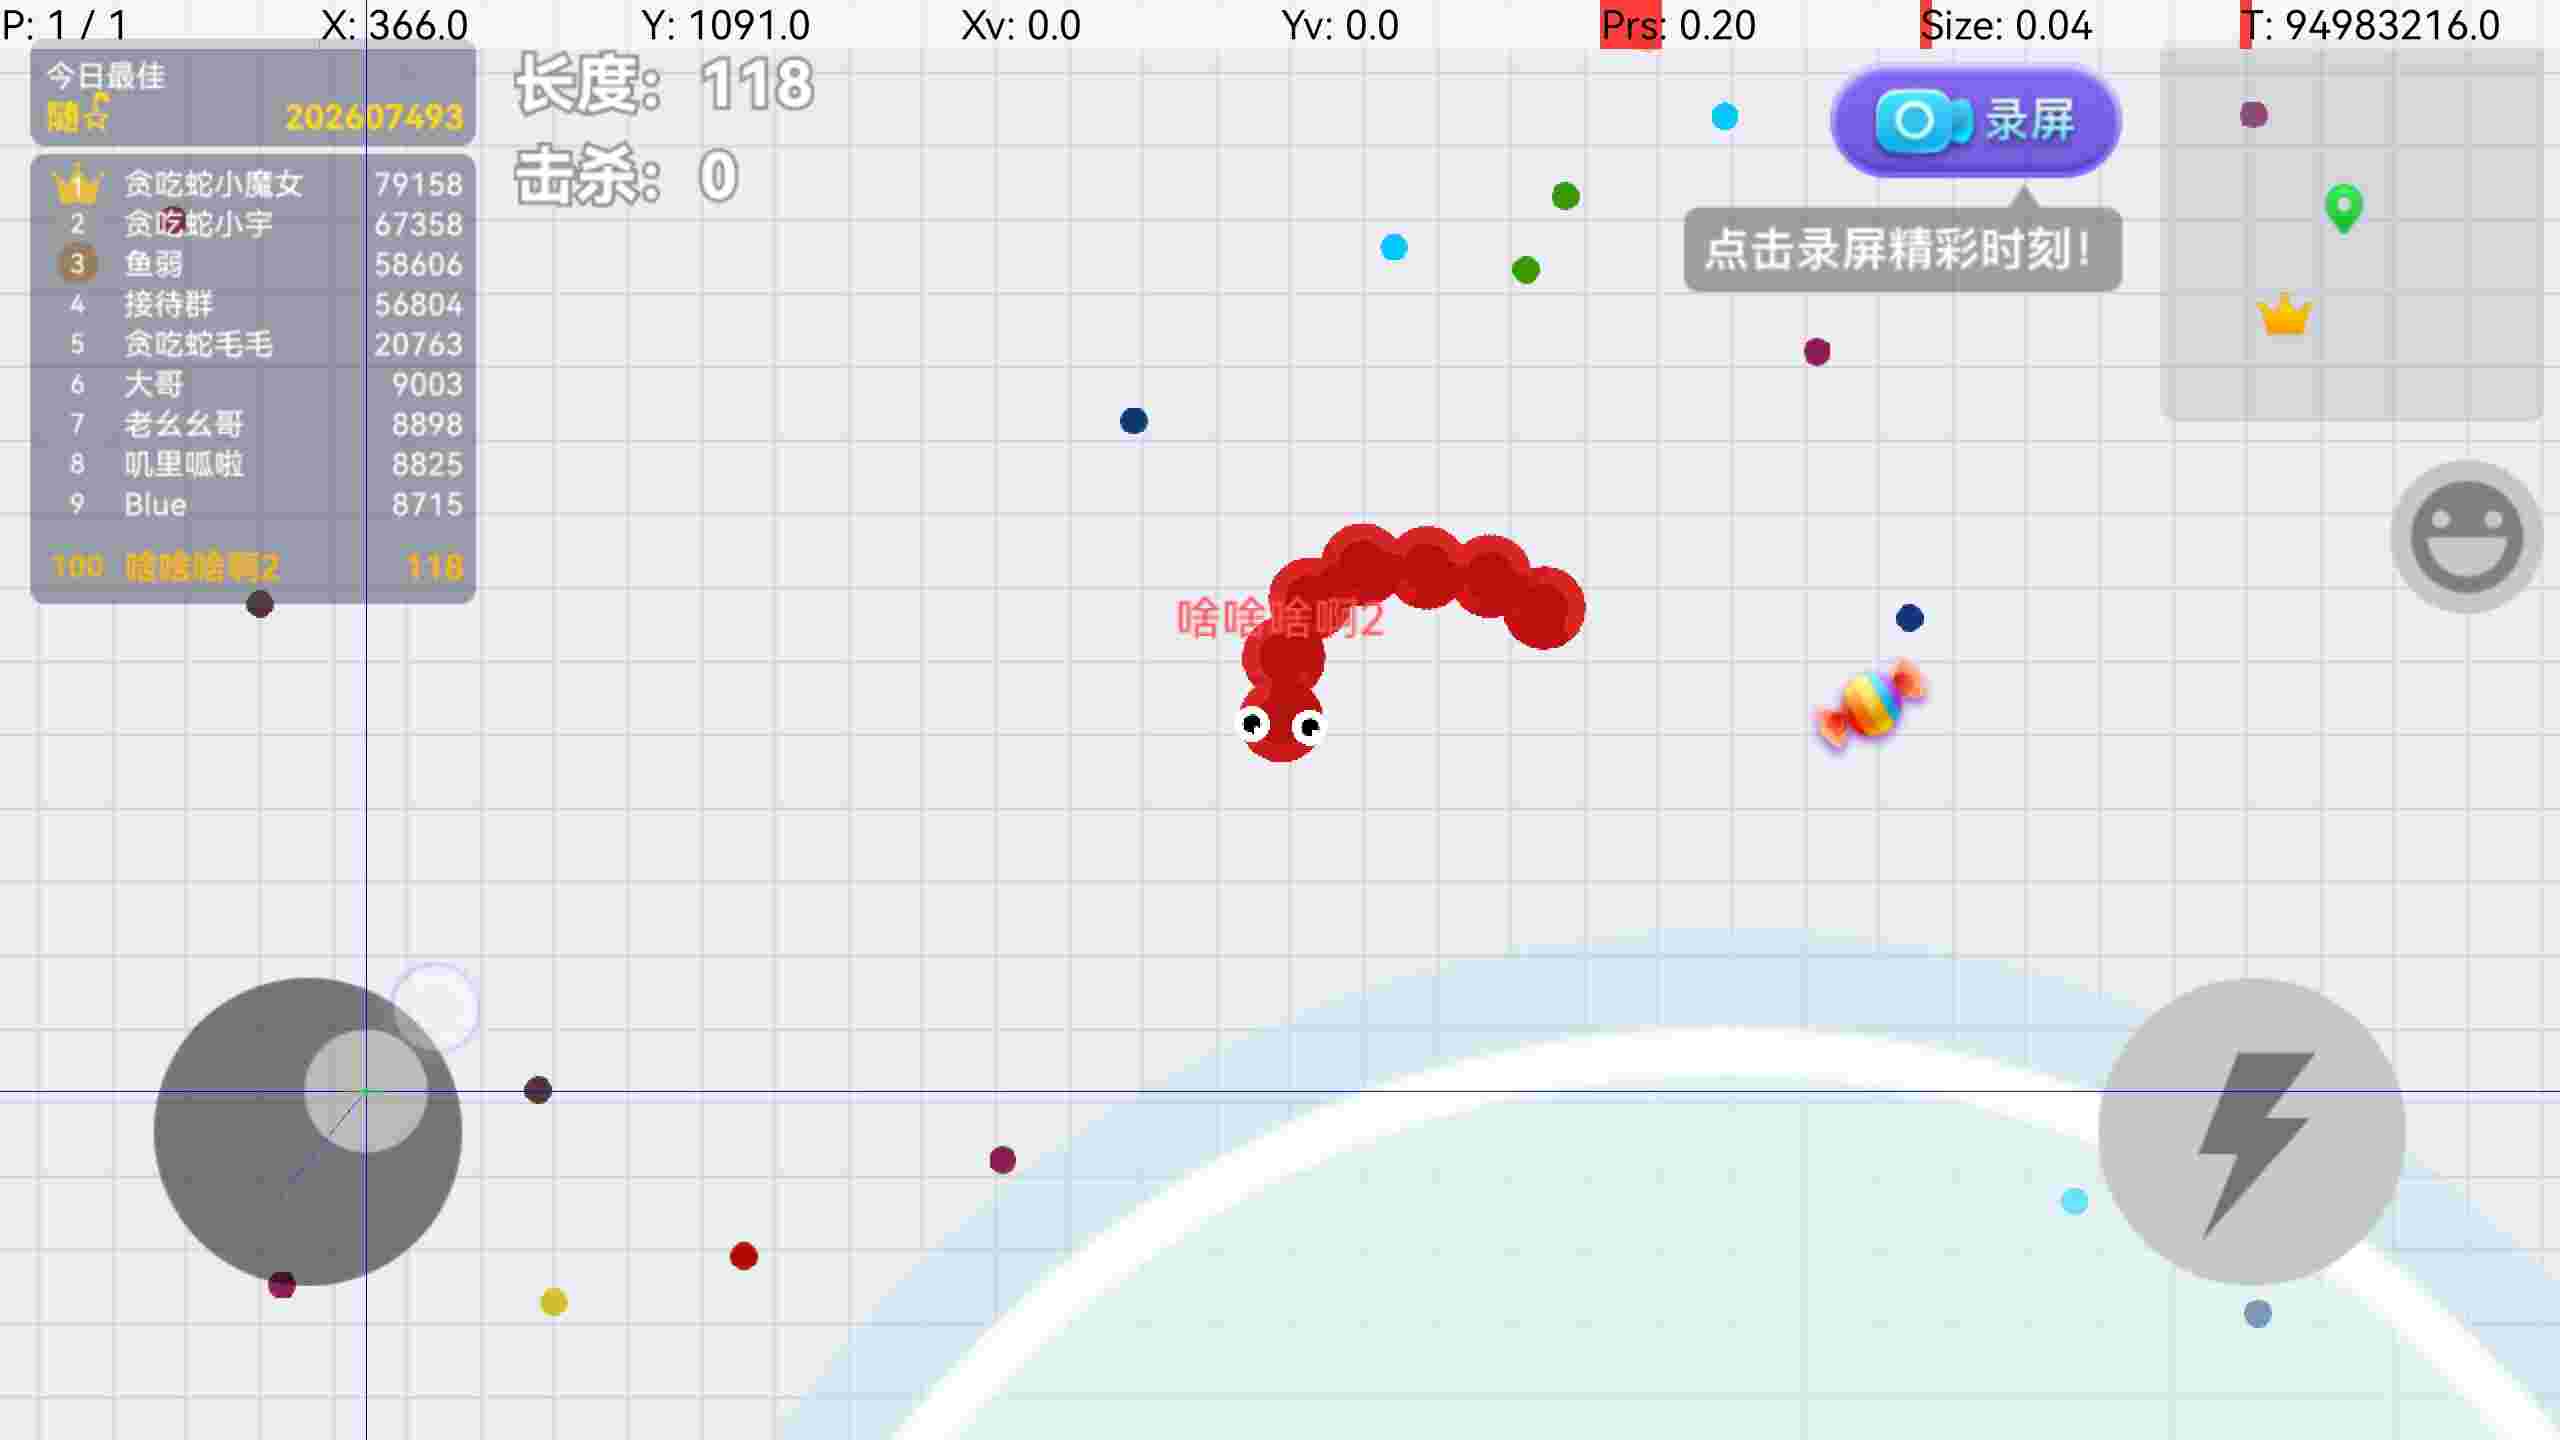 P: 1 / 1 X: 366.0 Y: 1091.0 Xv: 0.0 Yv: 0.0 Prs: 0.20 Size: 0.04 T: 94983216.0
今日最佳
随☆ 202607493
长度: 118
击杀: 0
录屏
点击录屏精彩时刻!
1 贪吃蛇小魔女 79158
2 贪吃蛇小宇 67358
3 鱼弱 58606
4 接待群 56804
5 贪吃蛇毛毛 20763
6 大哥 9003
7 老幺幺哥 8898
8 叽里呱啦 8825
9 Blue 8715
100 啥啥啥啊2 118
啥啥啥啊2